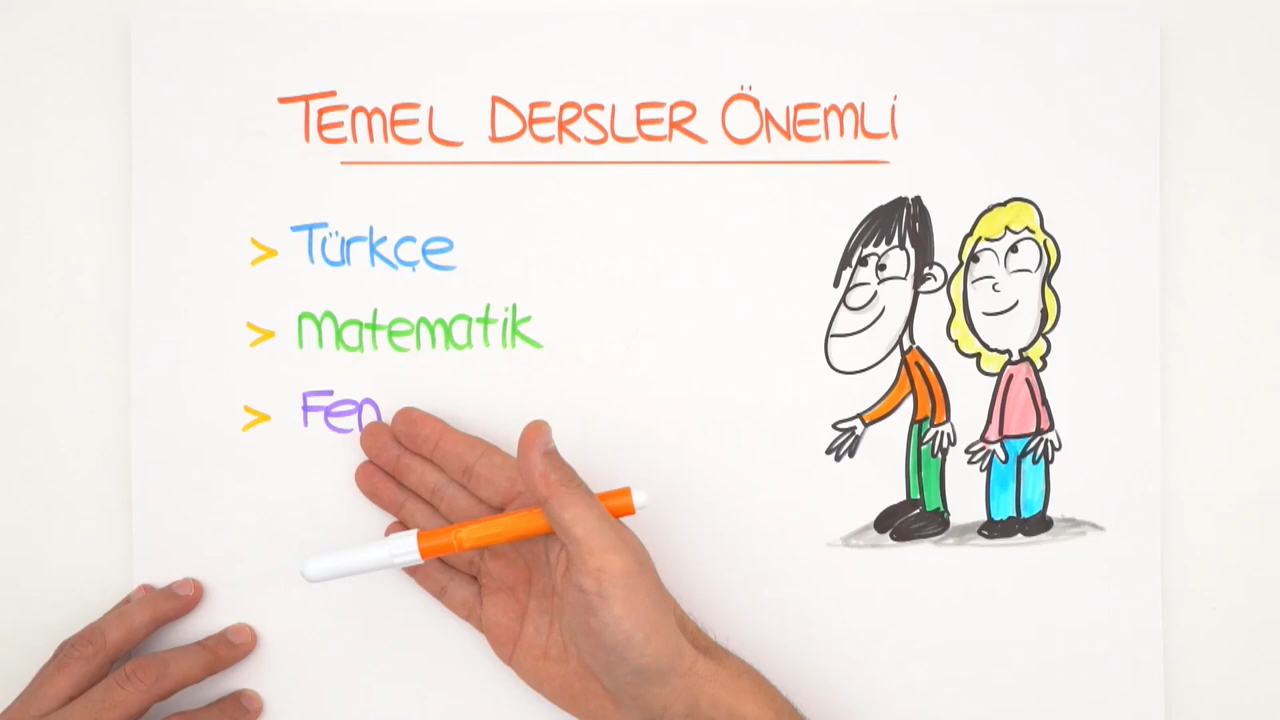 TEMEL DERSLER ÖNEMLİ
> Türkçe
> Matematik
> Fen